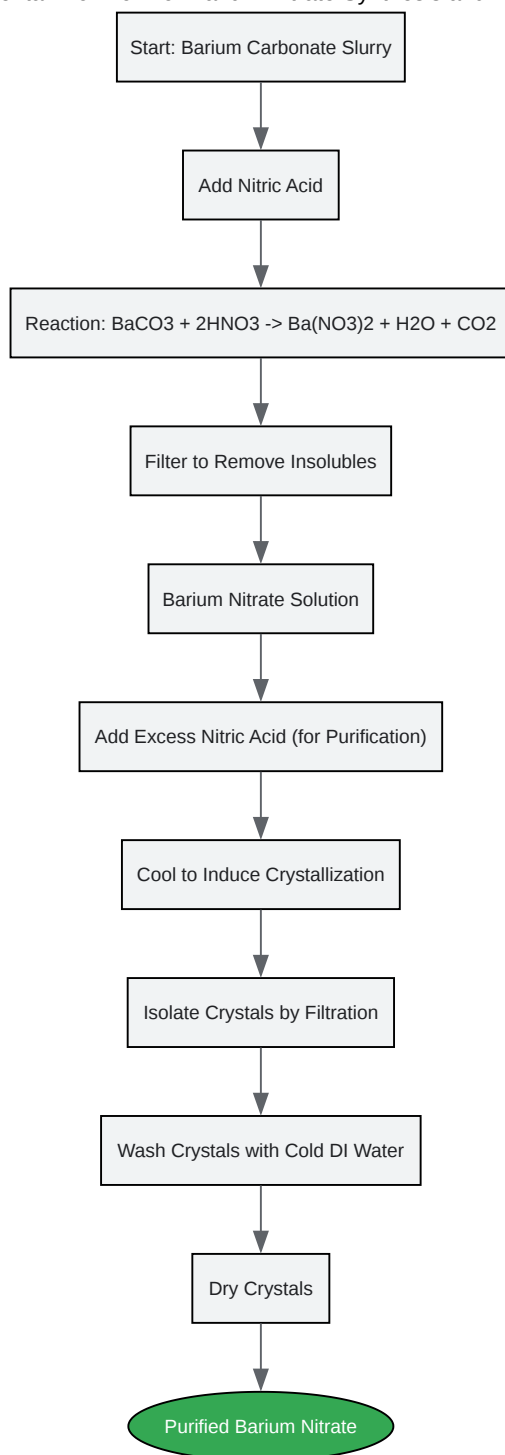 Start: Barium Carbonate Slurry
Add Nitric Acid
Reaction: BaCO3 + 2HNO3 -> Ba(NO3)2 + H2O + CO2
Filter to Remove Insolubles
Barium Nitrate Solution
Add Excess Nitric Acid (for Purification)
Cool to Induce Crystallization
Isolate Crystals by Filtration
Wash Crystals with Cold DI Water
Dry Crystals
Purified Barium Nitrate